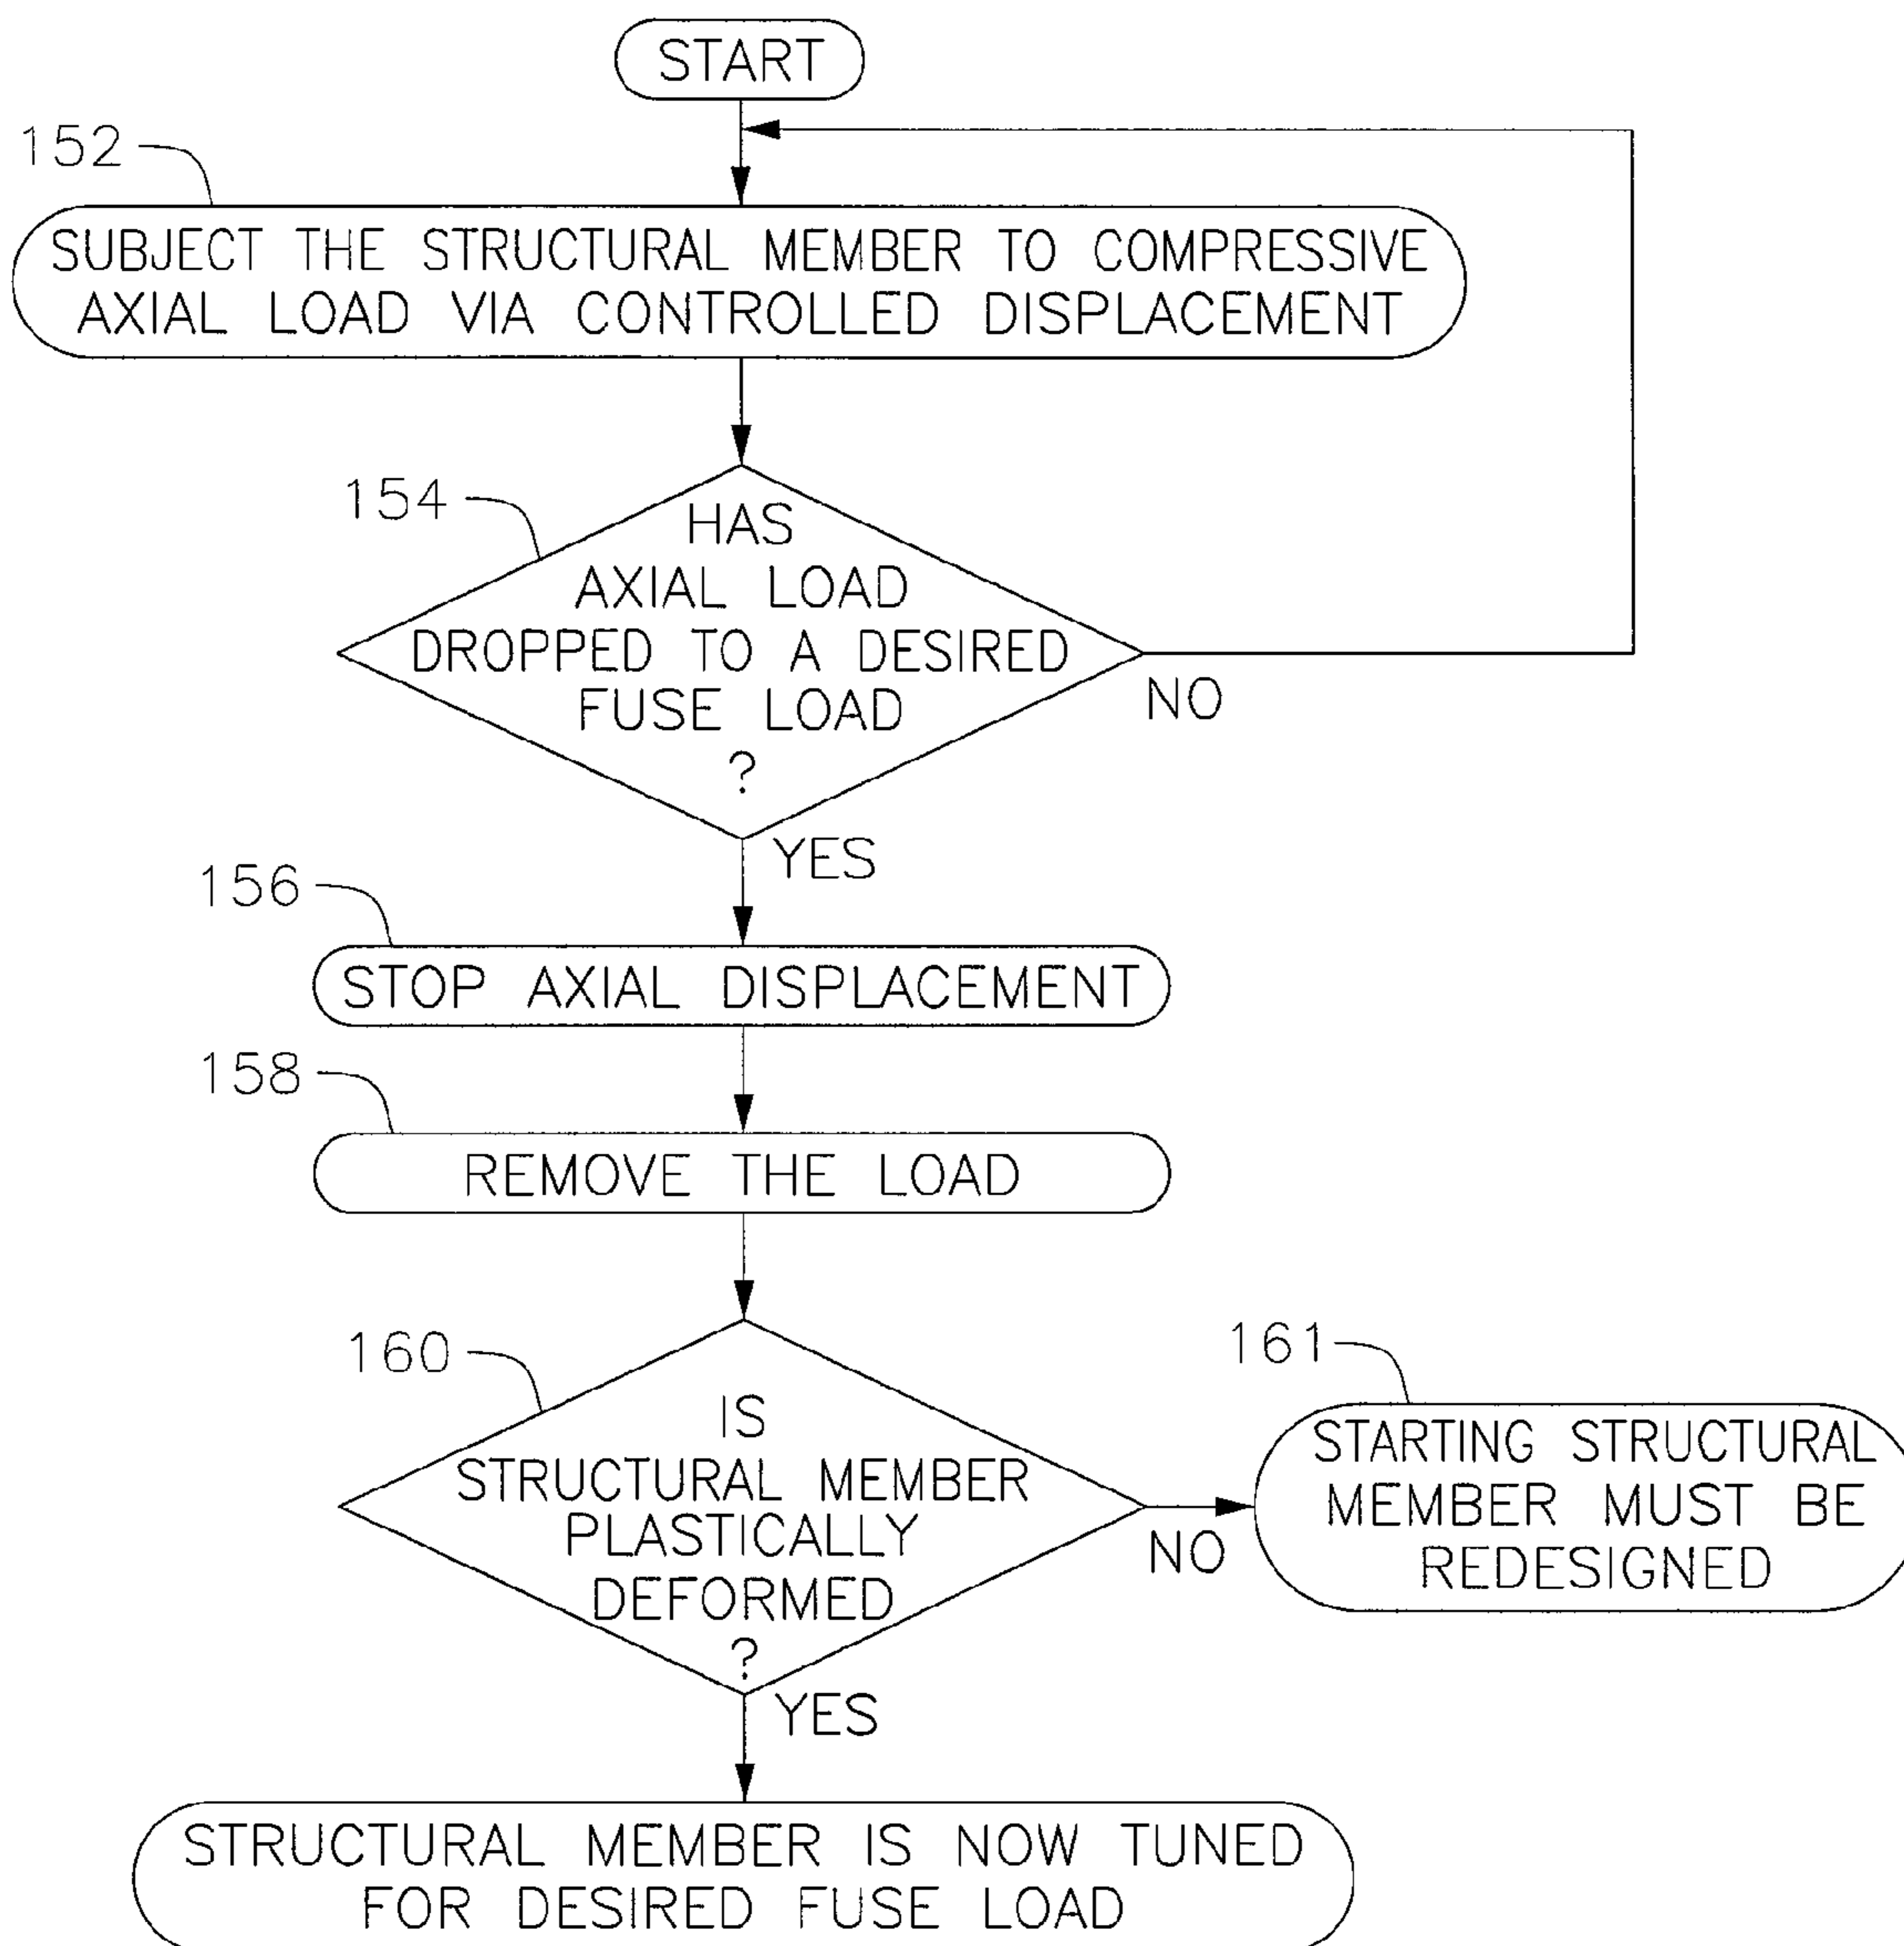 START
152
SUBJECT THE STRUCTURAL MEMBER TO COMPRESSIVE
AXIAL LOAD VIA CONTROLLED DISPLACEMENT
154
HAS
AXIAL LOAD
DROPPED TO A DESIRED
FUSE LOAD
?
NO
YES
156
STOP AXIAL DISPLACEMENT
158
REMOVE THE LOAD
160
IS
STRUCTURAL MEMBER
PLASTICALLY
DEFORMED
?
NO
161
STARTING STRUCTURAL
MEMBER MUST BE
REDESIGNED
YES
STRUCTURAL MEMBER IS NOW TUNED
FOR DESIRED FUSE LOAD